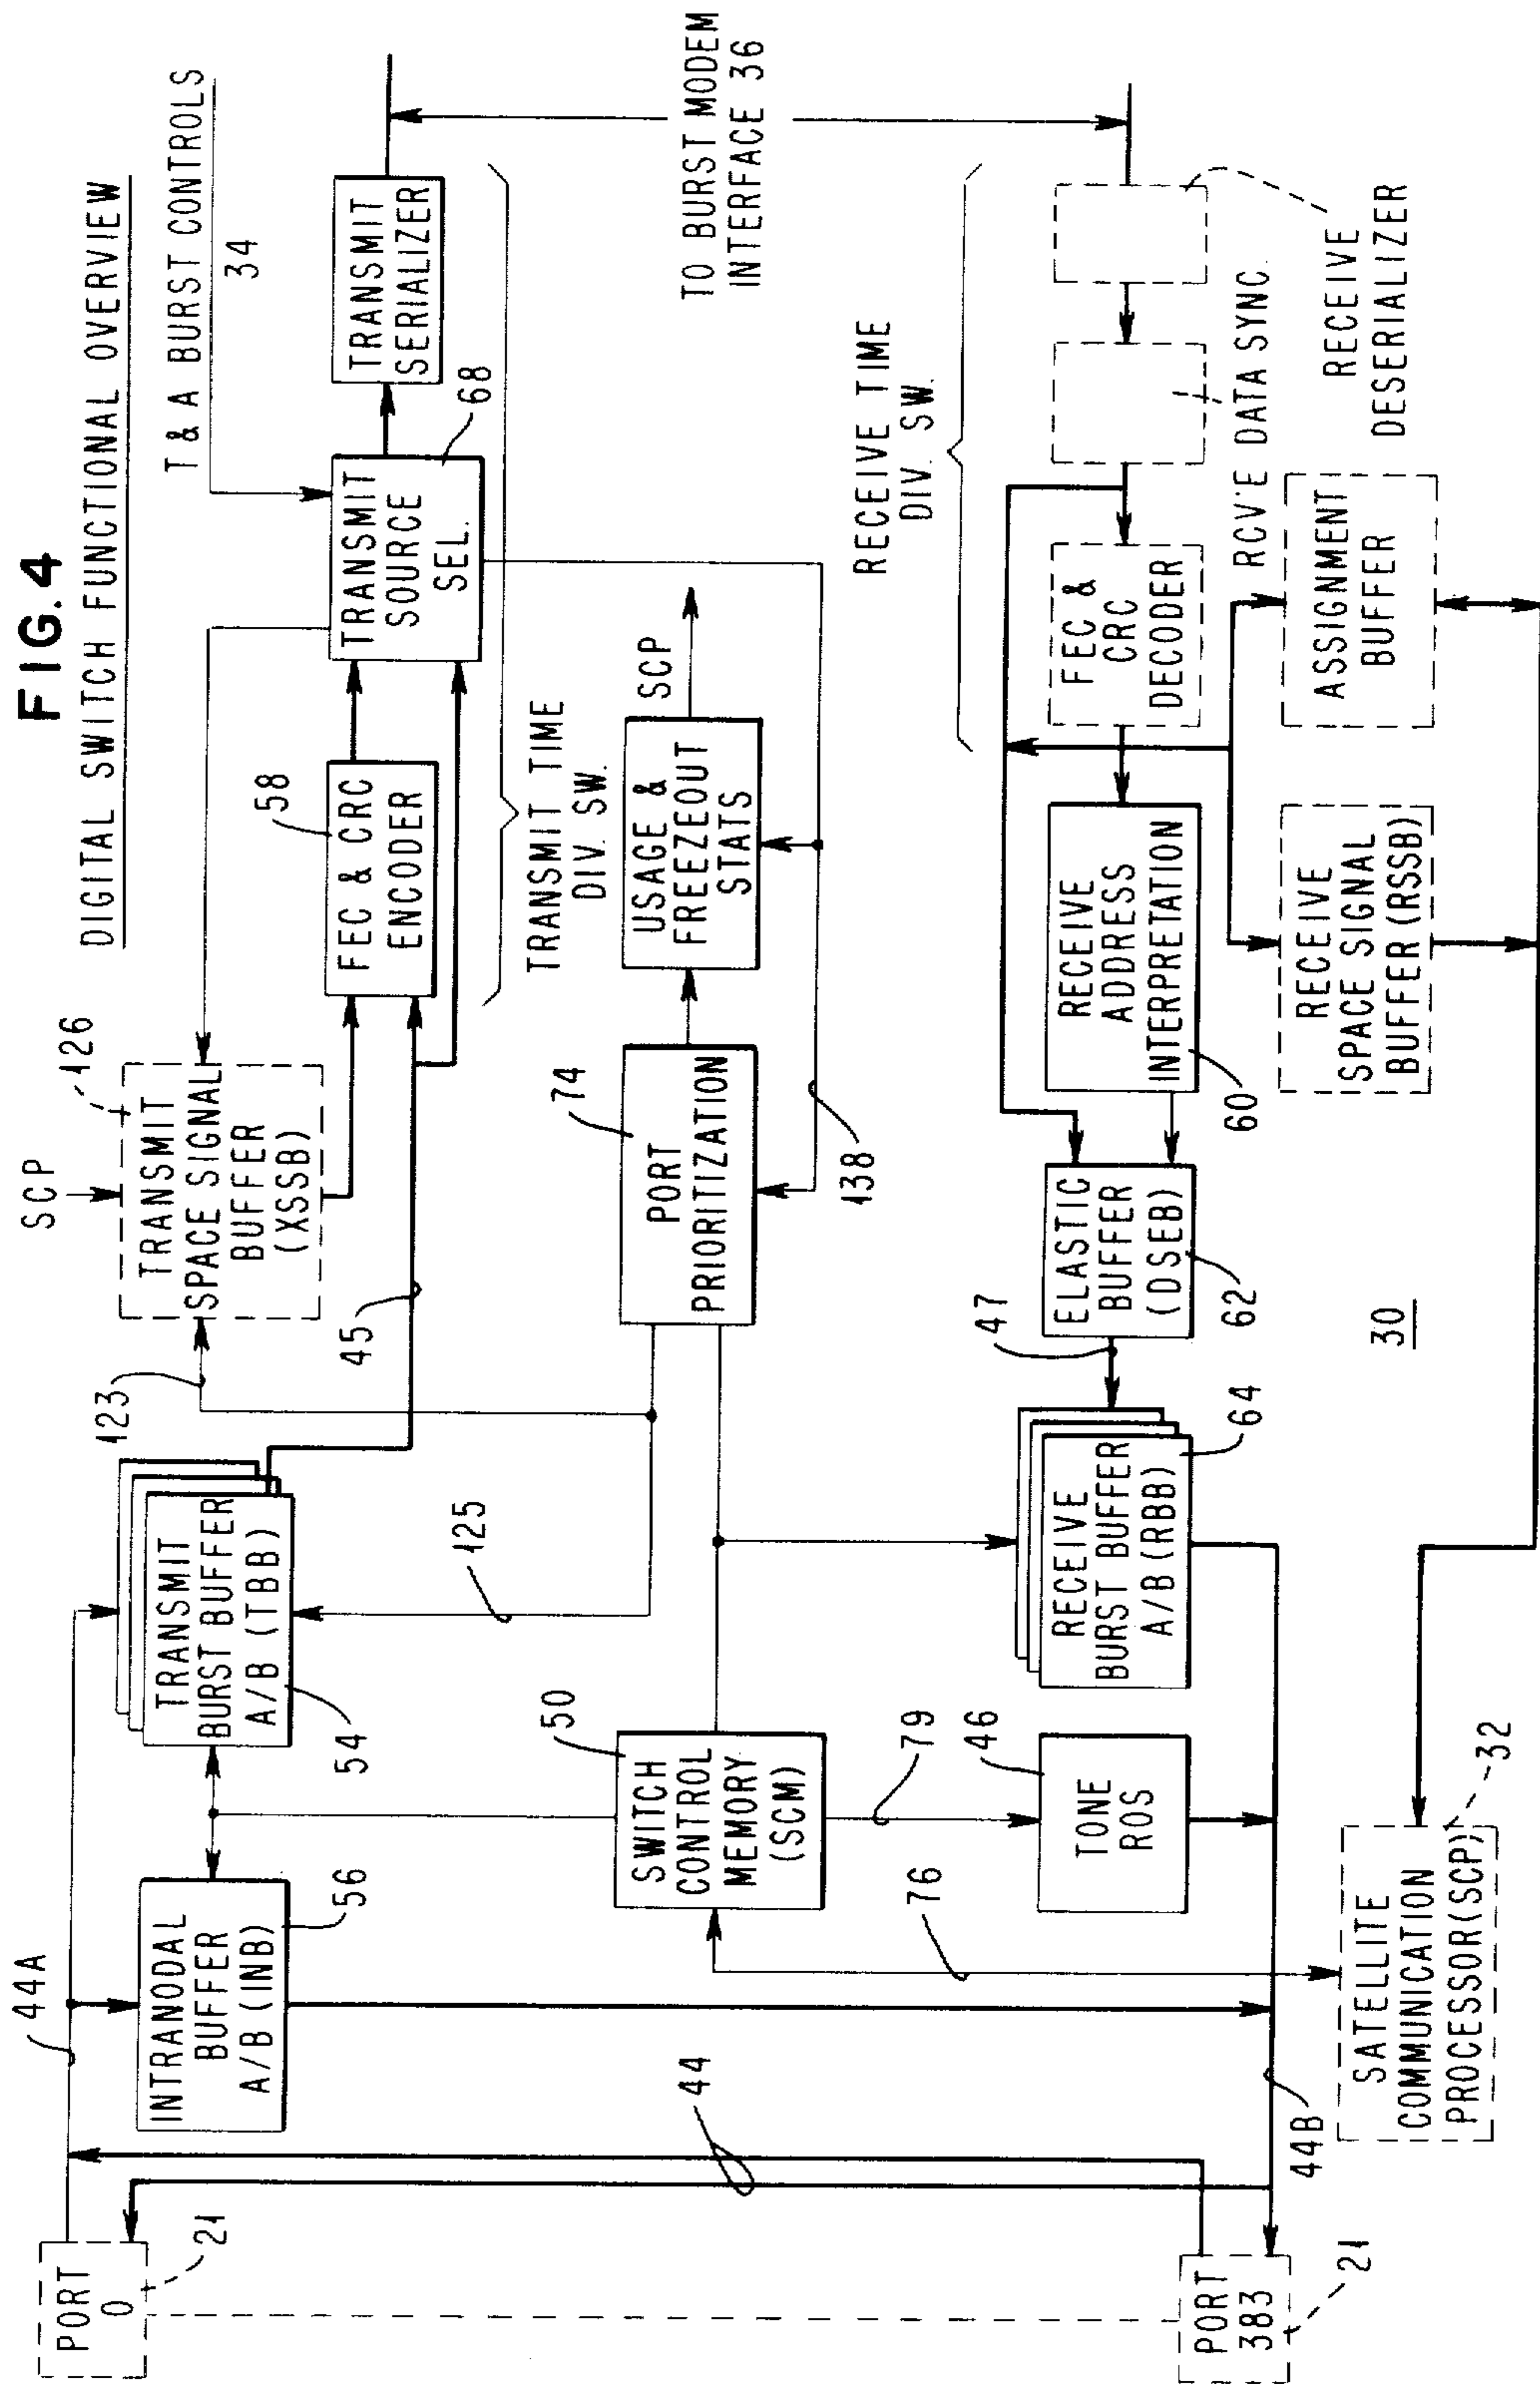 FIG. 4
DIGITAL SWITCH FUNCTIONAL OVERVIEW
T & A BURST CONTROLS
34
SCP
126
TRANSMIT
SPACE SIGNAL
BUFFER
(XSSB)
123
44A
PORT
0
21
INTRANODAL
BUFFER
A/B (INB)
56
TRANSMIT
BURST BUFFER
A/B (TBB)
54
45
58
FEC & CRC
ENCODER
TRANSMIT
SOURCE
SEL.
68
TRANSMIT
SERIALIZER
TRANSMIT TIME
DIV. SW.
125
44
50
SWITCH
CONTROL
MEMORY
(SCM)
74
PORT
PRIORITIZATION
USAGE &
FREEZEOUT
STATS
SCP
138
TO BURST MODEM
INTERFACE 36
RECEIVE TIME
DIV. SW.
76
79
46
TONE
ROS
RECEIVE
BURST BUFFER
A/B (RBB)
64
47
ELASTIC
BUFFER
(DSEB)
62
RECEIVE
ADDRESS
INTERPRETATION
60
FEC &
CRC
DECODER
RCV'E DATA SYNC.
RECEIVE
DESERIALIZER
PORT
383
21
44B
SATELLITE
COMMUNICATION
PROCESSOR(SCP)
32
30
RECEIVE
SPACE SIGNAL
BUFFER (RSSB)
ASSIGNMENT
BUFFER